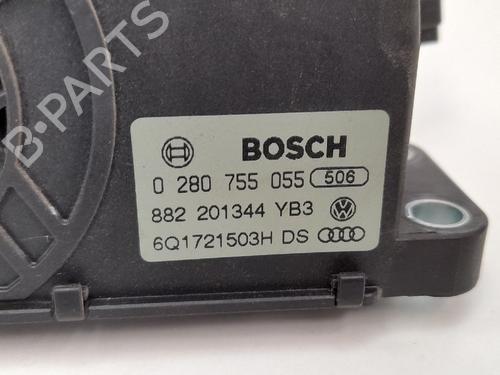 B-PARTS
BOSCH
0 280 755 055 506
882 201344 YB3
6Q1721503H DS